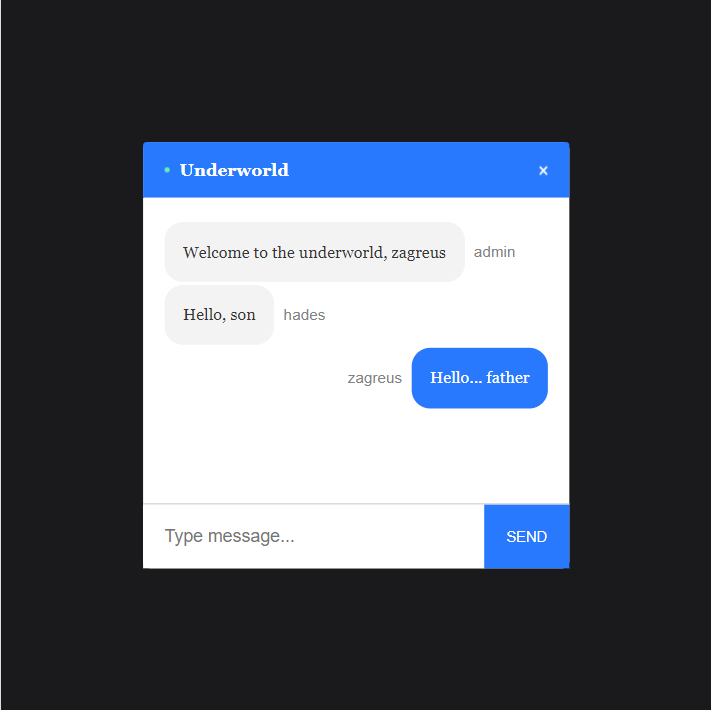 Underworld
Welcome to the underworld, zagreus admin
Hello, son hades
zagreus Hello... father
Type message... SEND